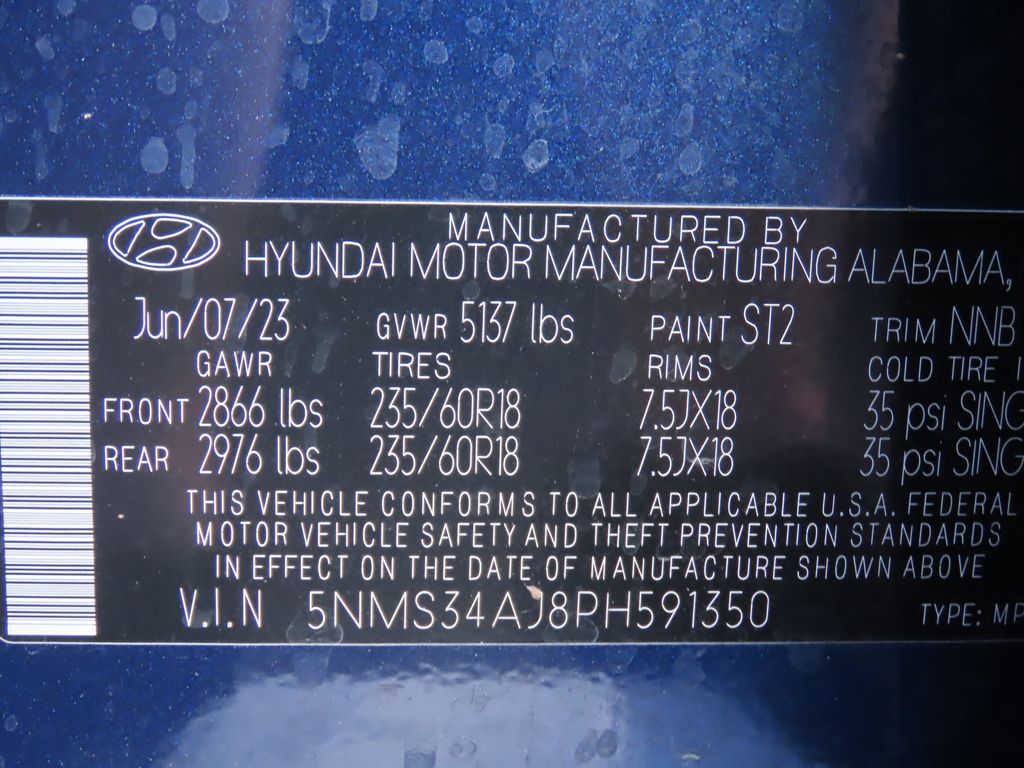 MANUFACTURED BY
HYUNDAI MOTOR MANUFACTURING ALABAMA,
Jun/07/23 GVWR 5137 lbs PAINT ST2 TRIM NNB
GAWR TIRES RIMS COLD TIRE
FRONT 2866 lbs 235/60R18 7.5JX18 35 psi SING
REAR 2976 lbs 235/60R18 7.5JX18 35 psi SING
THIS VEHICLE CONFORMS TO ALL APPLICABLE U.S.A. FEDERAL
MOTOR VEHICLE SAFETY AND THEFT PREVENTION STANDARDS
IN EFFECT ON THE DATE OF MANUFACTURE SHOWN ABOVE
V.I.N 5NMS34AJ8PH591350 TYPE: MP